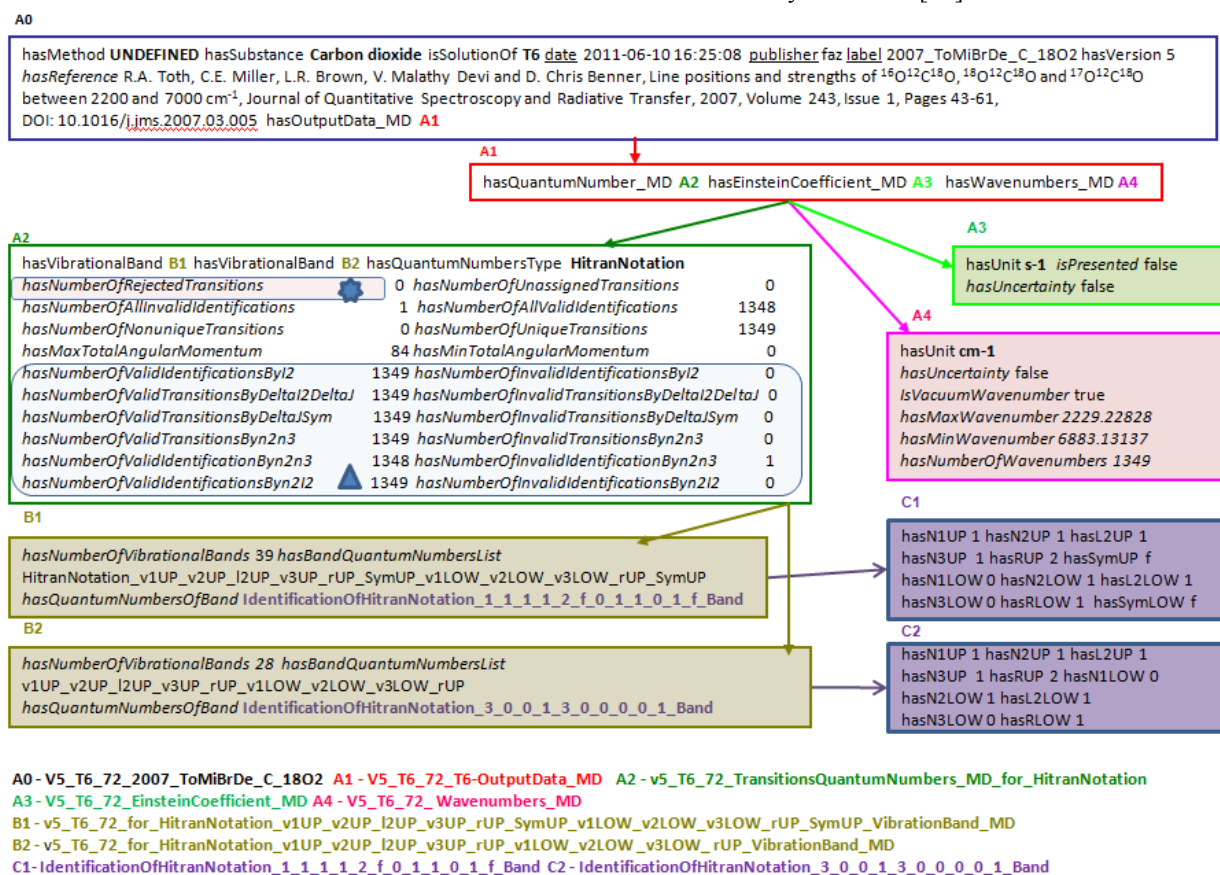 A0
hasMethod UNDEFINED hasSubstance Carbon dioxide isSolutionOf T6 date 2011-06-10 16:25:08 publisher faz label 2007_ToMiBrDe_C_18O2 hasVersion 5
hasReference R.A. Toth, C.E. Miller, L.R. Brown, V. Malathy Devi and D. Chris Benner, Line positions and strengths of ¹⁶O¹²C¹⁸O, ¹⁸O¹²C¹⁸O and ¹⁷O¹²C¹⁸O
between 2200 and 7000 cm⁻¹, Journal of Quantitative Spectroscopy and Radiative Transfer, 2007, Volume 243, Issue 1, Pages 43-61,
DOI: 10.1016/j.jms.2007.03.005 hasOutputData_MD A1
A1
hasQuantumNumber_MD A2 hasEinsteinCoefficient_MD A3 hasWavenumbers_MD A4
A2
hasVibrationalBand B1 hasVibrationalBand B2 hasQuantumNumbersType HitranNotation
hasNumberOfRejectedTransitions 0 hasNumberOfUnassignedTransitions 0
hasNumberOfAllInvalidIdentifications 1 hasNumberOfAllValidIdentifications 1348
hasNumberOfNonuniqueTransitions 0 hasNumberOfUniqueTransitions 1349
hasMaxTotalAngularMomentum 84 hasMinTotalAngularMomentum 0
hasNumberOfValidIdentificationsByl2 1349 hasNumberOfInvalidIdentificationsByl2 0
hasNumberOfValidTransitionsByDeltal2DeltaJ 1349 hasNumberOfInvalidTransitionsByDeltal2DeltaJ 0
hasNumberOfValidTransitionsByDeltaJSym 1349 hasNumberOfInvalidTransitionsByDeltaJSym 0
hasNumberOfValidTransitionsByn2n3 1349 hasNumberOfInvalidTransitionsByn2n3 0
hasNumberOfValidIdentificationByn2n3 1348 hasNumberOfInvalidIdentificationByn2n3 1
hasNumberOfValidIdentificationsByn2l2 1349 hasNumberOfInvalidIdentificationsByn2l2 0
A3
hasUnit s-1 isPresented false
hasUncertainty false
A4
hasUnit cm-1
hasUncertainty false
IsVacuumWavenumber true
hasMaxWavenumber 2229.22828
hasMinWavenumber 6883.13137
hasNumberOfWavenumbers 1349
B1
hasNumberOfVibrationalBands 39 hasBandQuantumNumbersList
HitranNotation_v1UP_v2UP_l2UP_v3UP_rUP_SymUP_v1LOW_v2LOW_v3LOW_rUP_SymUP
hasQuantumNumbersOfBand IdentificationOfHitranNotation_1_1_1_1_2_f_0_1_1_0_1_f_Band
C1
hasN1UP 1 hasN2UP 1 hasL2UP 1
hasN3UP 1 hasRUP 2 hasSymUP f
hasN1LOW 0 hasN2LOW 1 hasL2LOW 1
hasN3LOW 0 hasRLOW 1 hasSymLOW f
B2
hasNumberOfVibrationalBands 28 hasBandQuantumNumbersList
v1UP_v2UP_l2UP_v3UP_rUP_v1LOW_v2LOW_v3LOW_rUP
hasQuantumNumbersOfBand IdentificationOfHitranNotation_3_0_0_1_3_0_0_0_0_1_Band
C2
hasN1UP 1 hasN2UP 1 hasL2UP 1
hasN3UP 1 hasRUP 2 hasN1LOW 0
hasN2LOW 1 hasL2LOW 1
hasN3LOW 0 hasRLOW 1
A0 - V5_T6_72_2007_ToMiBrDe_C_18O2 A1 - V5_T6_72_T6-OutputData_MD A2 - v5_T6_72_TransitionsQuantumNumbers_MD_for_HitranNotation
A3 - V5_T6_72_EinsteinCoefficient_MD A4 - V5_T6_72_ Wavenumbers_MD
B1 - v5_T6_72_for_HitranNotation_v1UP_v2UP_l2UP_v3UP_rUP_SymUP_v1LOW_v2LOW_v3LOW_rUP_SymUP_VibrationBand_MD
B2 - v5_T6_72_for_HitranNotation_v1UP_v2UP_l2UP_v3UP_rUP_v1LOW_v2LOW_v3LOW_ rUP_VibrationBand_MD
C1- IdentificationOfHitranNotation_1_1_1_1_2_f_0_1_1_0_1_f_Band C2 - IdentificationOfHitranNotation_3_0_0_1_3_0_0_0_0_1_Band